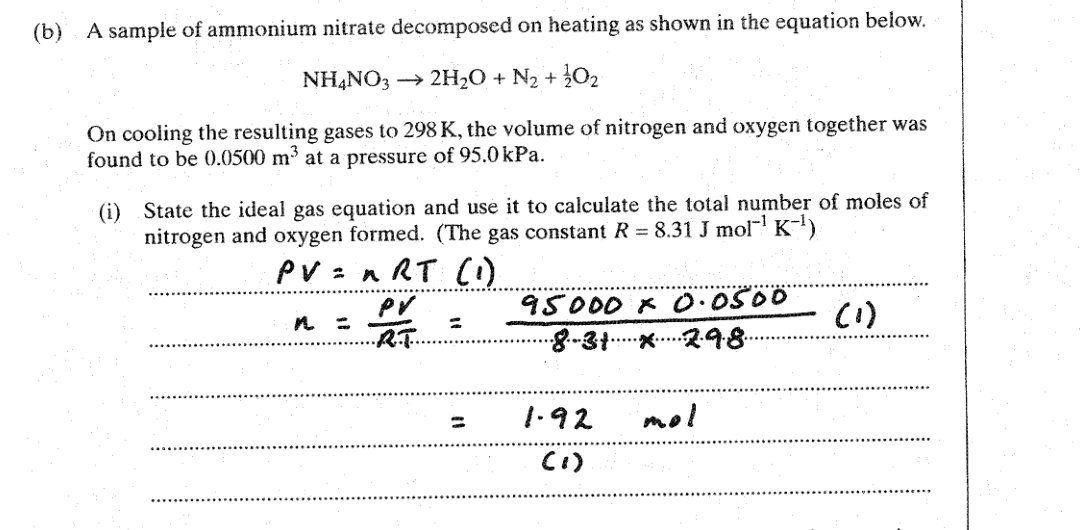 (b) A sample of ammonium nitrate decomposed on heating as shown in the equation below.
NH₄NO₃ → 2H₂O + N₂ + ½O₂
On cooling the resulting gases to 298 K, the volume of nitrogen and oxygen together was
found to be 0.0500 m³ at a pressure of 95.0 kPa.
(i) State the ideal gas equation and use it to calculate the total number of moles of
nitrogen and oxygen formed. (The gas constant R = 8.31 J mol⁻¹ K⁻¹)
PV = nRT (1)
n = PV/RT = 95000 × 0.0500 / 8.31 × 298 (1)
= 1.92 mol
(1)